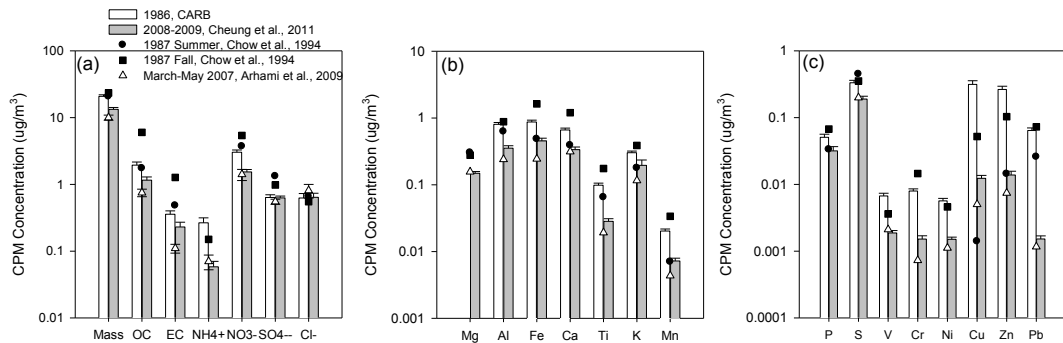 1986, CARB
2008-2009, Cheung et al., 2011
1987 Summer, Chow et al., 1994
1987 Fall, Chow et al., 1994
March-May 2007, Arhami et al., 2009
(a)
CPM Concentration (ug/m³)
100
10
1
0.1
0.01
Mass OC EC NH4+ NO3- SO4-- Cl-
(b)
CPM Concentration (ug/m³)
10
1
0.1
0.01
0.001
Mg Al Fe Ca Ti K Mn
(c)
CPM Concentration (ug/m³)
1
0.1
0.01
0.001
0.0001
P S V Cr Ni Cu Zn Pb